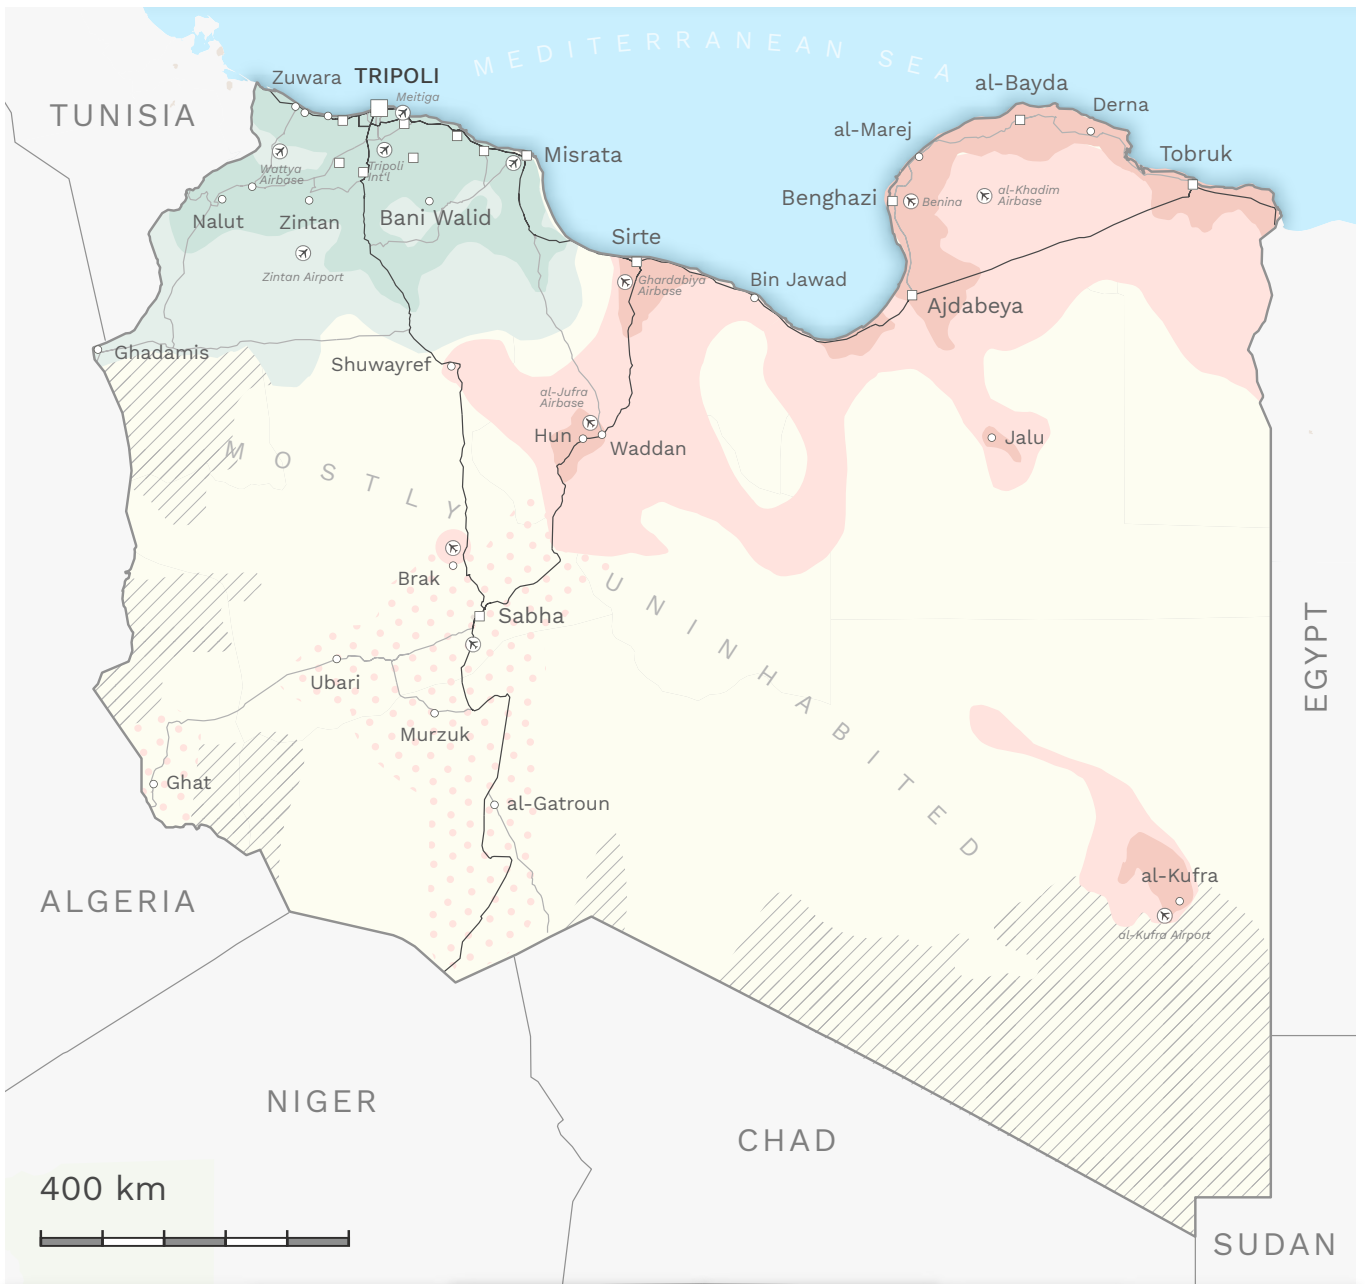 MEDITERRANEAN SEA
Zuwara
TRIPOLI
Meitiga
TUNISIA
al-Bayda
Derna
al-Marej
Tobruk
Misrata
Wattya
Airbase
Tripoli
Int'l
Nalut
Zintan
Bani Walid
Benghazi
Benina
al-Khadim
Airbase
Sirte
Zintan Airport
Ghardabiya
Airbase
Bin Jawad
Ajdabeya
Ghadamis
Shuwayref
al-Jufra
Airbase
Hun
Waddan
Jalu
MOSTLY
UNINHABITED
Brak
Sabha
Ubari
Murzuk
Ghat
al-Gatroun
EGYPT
al-Kufra
al-Kufra Airport
ALGERIA
NIGER
CHAD
SUDAN
400 km